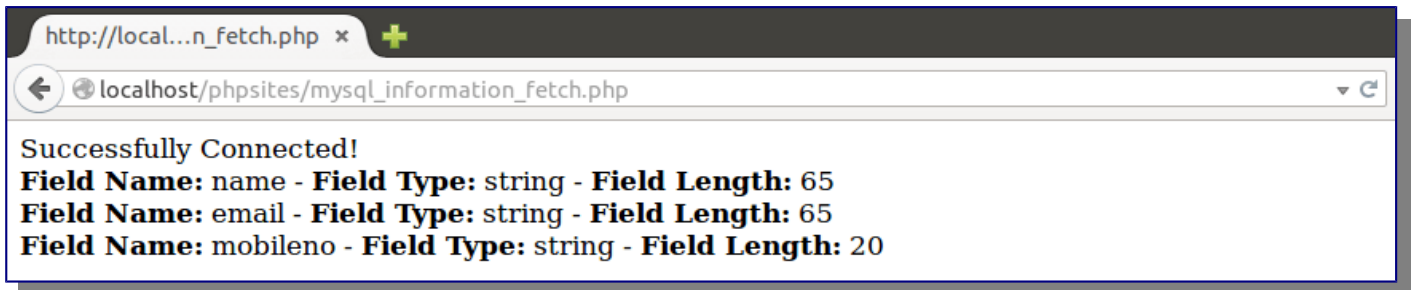 http://local...n_fetch.php ×
localhost/phpsites/mysql_information_fetch.php
Successfully Connected!
Field Name: name - Field Type: string - Field Length: 65
Field Name: email - Field Type: string - Field Length: 65
Field Name: mobileno - Field Type: string - Field Length: 20